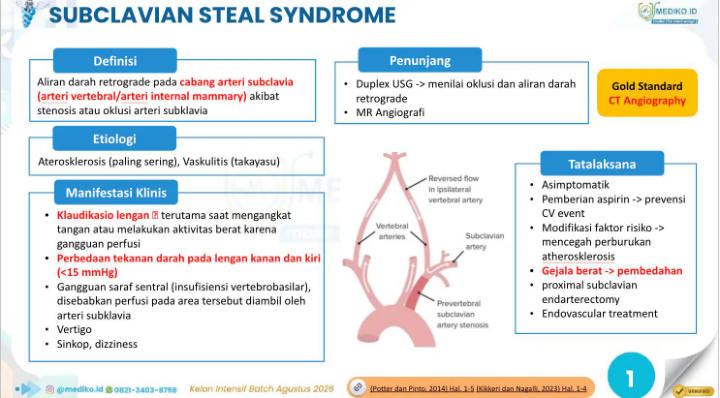 SUBCLAVIAN STEAL SYNDROME
MEDIKO.ID
Definisi
Aliran darah retrograde pada cabang arteri subclavia
(arteri vertebral/arteri internal mammary) akibat
stenosis atau oklusi arteri subklavia
Etiologi
Aterosklerosis (paling sering), Vaskulitis (takayasu)
Manifestasi Klinis
• Klaudikasio lengan terutama saat mengangkat
tangan atau melakukan aktivitas berat karena
gangguan perfusi
• Perbedaan tekanan darah pada lengan kanan dan kiri
(<15 mmHg)
• Gangguan saraf sentral (insufisiensi vertebrobasilar),
disebabkan perfusi pada area tersebut diambil oleh
arteri subklavia
• Vertigo
• Sinkop, dizziness
Penunjang
• Duplex USG -> menilai oklusi dan aliran darah
retrograde
• MR Angiografi
Gold Standard
CT Angiography
Reversed flow
in ipsilateral
vertebral artery
Vertebral
arteries
Subclavian
artery
Prevertebral
subclavian
artery stenosis
Tatalaksana
• Asimptomatik
• Pemberian aspirin -> prevensi
CV event
• Modifikasi faktor risiko ->
mencegah perburukan
atherosklerosis
• Gejala berat -> pembedahan
• proximal subclavian
endarterectomy
• Endovascular treatment
@mediko.id 0821-3403-8758 Kelon Intensif Batch Agustus 2025
(Potter dan Pinto, 2014) Hal. 1-5 (Kikkeri dan Nagalli, 2023) Hal. 1-4
1